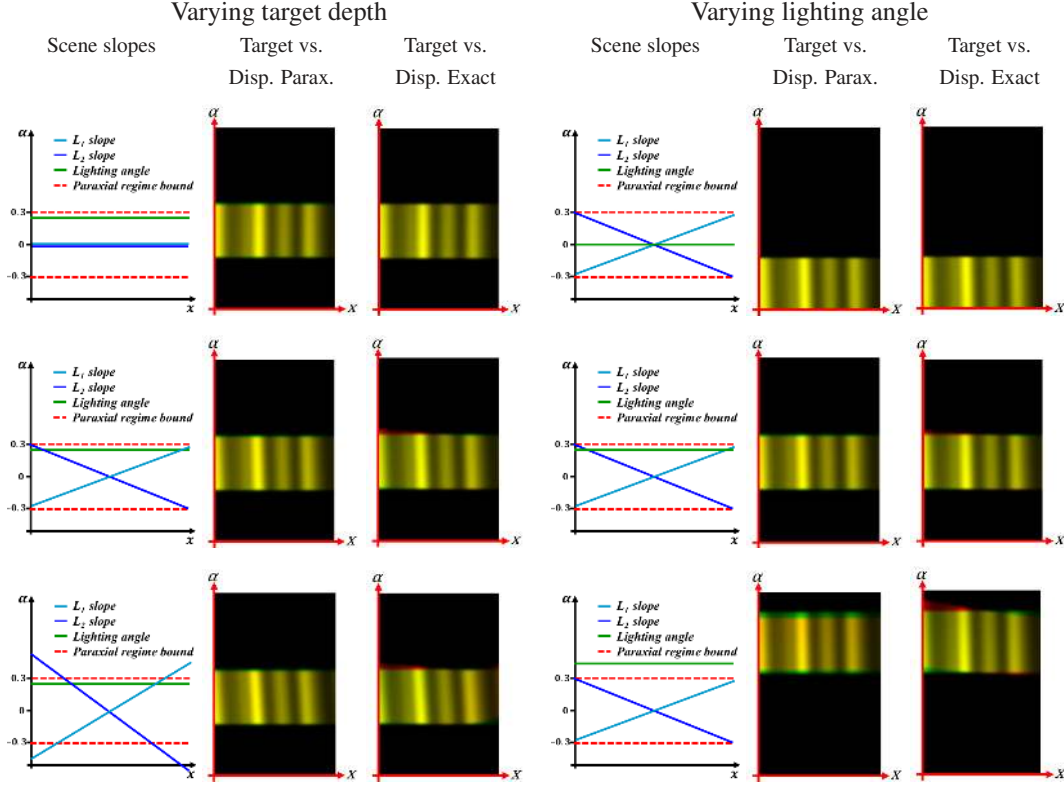 Varying target depth
Varying lighting angle
Scene slopes
Target vs.
Disp. Parax.
Target vs.
Disp. Exact
Scene slopes
Target vs.
Disp. Parax.
Target vs.
Disp. Exact
α
L₁ slope
L₂ slope
Lighting angle
Paraxial regime bound
0.3
0
-0.3
x
α
X
α
X
α
L₁ slope
L₂ slope
Lighting angle
Paraxial regime bound
0.3
0
-0.3
x
α
X
α
X
α
L₁ slope
L₂ slope
Lighting angle
Paraxial regime bound
0.3
0
-0.3
x
α
X
α
X
α
L₁ slope
L₂ slope
Lighting angle
Paraxial regime bound
0.3
0
-0.3
x
α
X
α
X
α
L₁ slope
L₂ slope
Lighting angle
Paraxial regime bound
0.3
0
-0.3
x
α
X
α
X
α
L₁ slope
L₂ slope
Lighting angle
Paraxial regime bound
0.3
0
-0.3
x
α
X
α
X